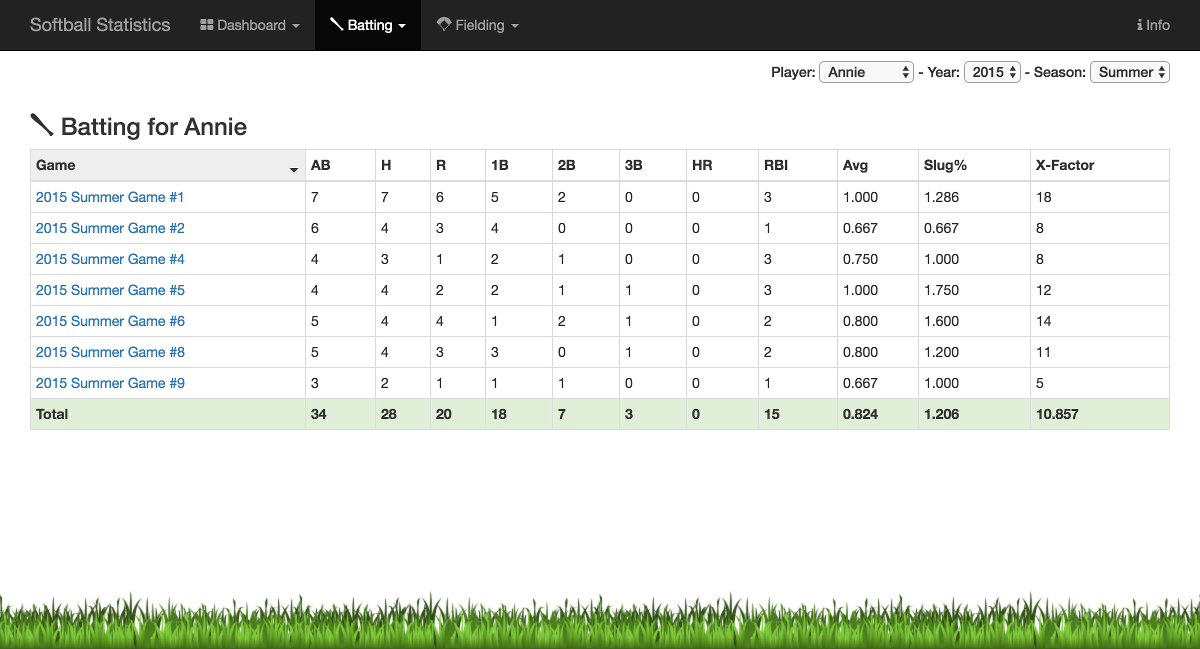 Softball Statistics Dashboard Batting Fielding Info
Player: Annie - Year: 2015 - Season: Summer
Batting for Annie
Game AB H R 1B 2B 3B HR RBI Avg Slug% X-Factor
2015 Summer Game #1 7 7 6 5 2 0 0 3 1.000 1.286 18
2015 Summer Game #2 6 4 3 4 0 0 0 1 0.667 0.667 8
2015 Summer Game #4 4 3 1 2 1 0 0 3 0.750 1.000 8
2015 Summer Game #5 4 4 2 2 1 1 0 3 1.000 1.750 12
2015 Summer Game #6 5 4 4 1 2 1 0 2 0.800 1.600 14
2015 Summer Game #8 5 4 3 3 0 1 0 2 0.800 1.200 11
2015 Summer Game #9 3 2 1 1 1 0 0 1 0.667 1.000 5
Total 34 28 20 18 7 3 0 15 0.824 1.206 10.857